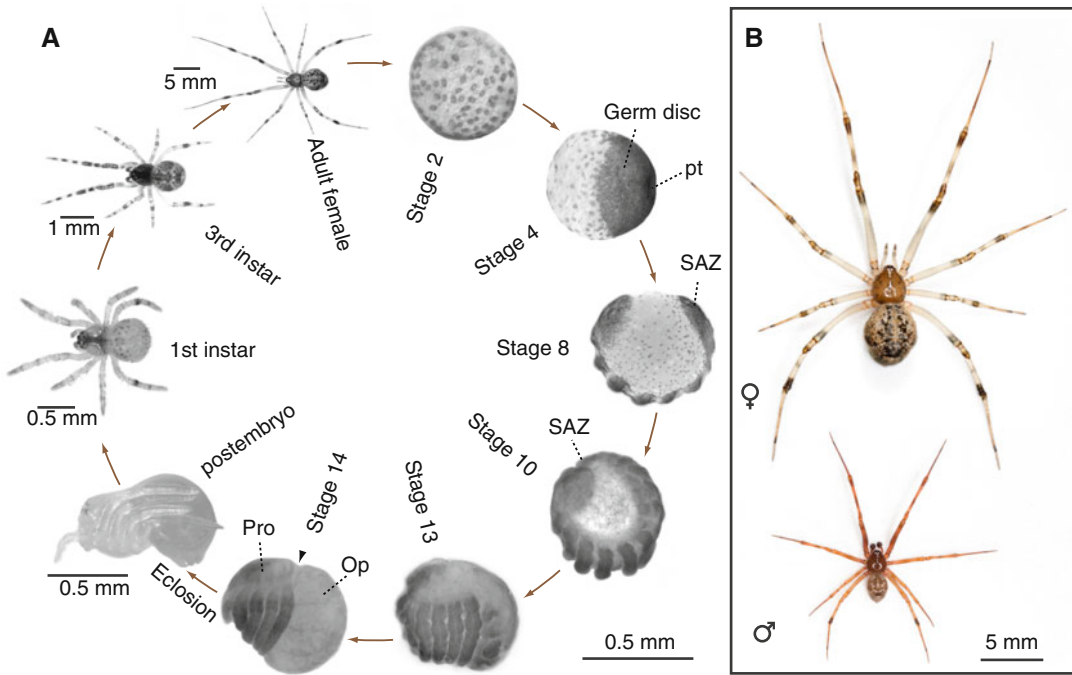 A
5 mm
Adult female
Stage 2
Germ disc
pt
Stage 4
SAZ
Stage 8
SAZ
Stage 10
Stage 13
0.5 mm
Stage 14
Pro
Op
Eclosion
postembryo
0.5 mm
1st instar
0.5 mm
3rd instar
1 mm
B
♀
♂
5 mm